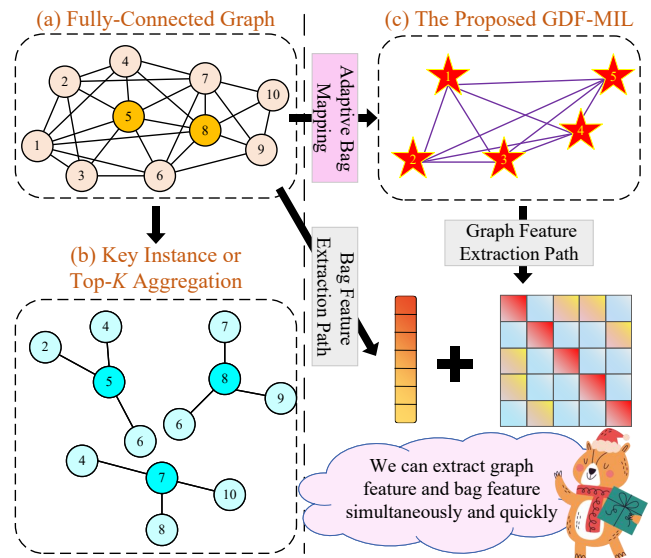 (a) Fully-Connected Graph
4
2
7
10
5
8
1
9
3
6
Adaptive Bag
Mapping
(c) The Proposed GDF-MIL
1
5
4
2
3
Graph Feature
Extraction Path
Bag Feature
Extraction Path
(b) Key Instance or
Top-K Aggregation
4
2
5
6
7
8
9
6
4
7
10
8
We can extract graph
feature and bag feature
simultaneously and quickly